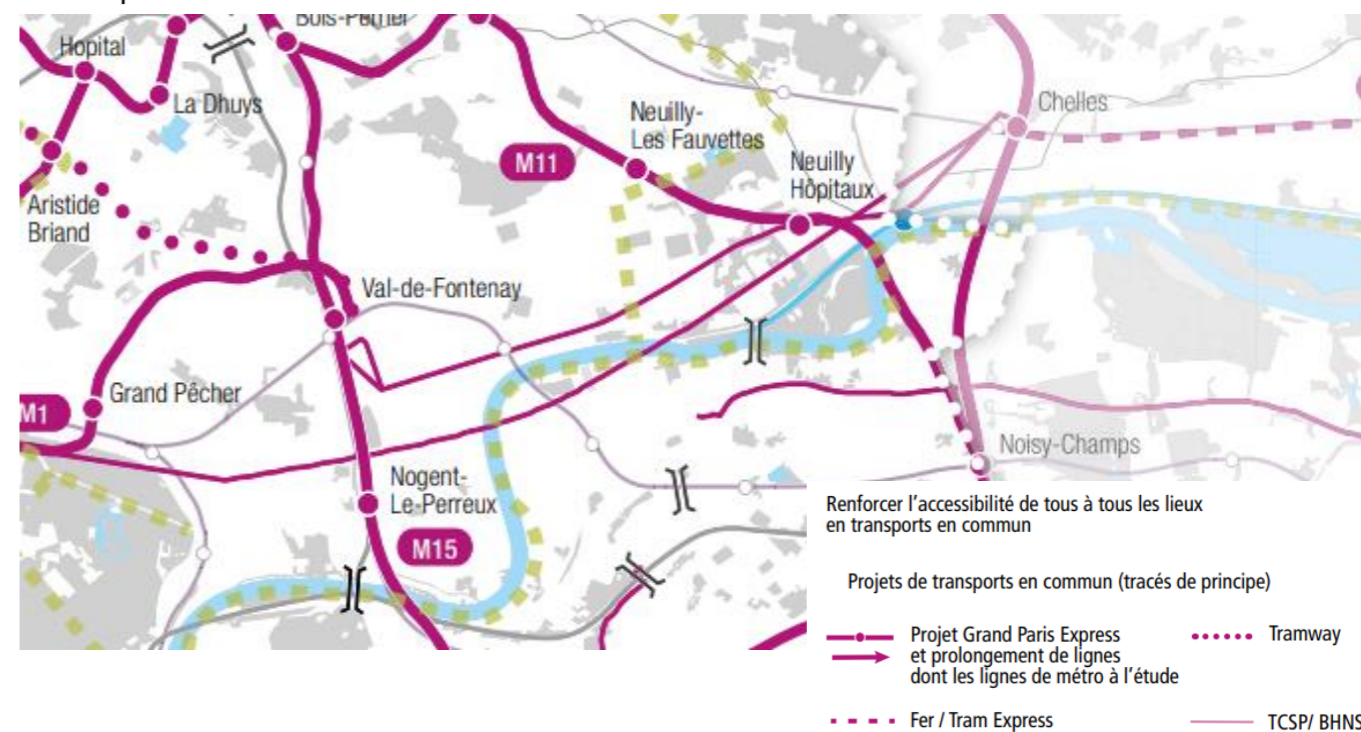 Bois-Perrier
Hopital
La Dhuys
Chelles
Neuilly-
Les Fauvettes
M11
Neuilly
Hôpitaux
Aristide
Briand
Val-de-Fontenay
Grand Pêcher
M1
Noisy-Champs
Nogent-
Le-Perreux
M15
Renforcer l'accessibilité de tous à tous les lieux
en transports en commun
Projets de transports en commun (tracés de principe)
Projet Grand Paris Express
et prolongement de lignes
dont les lignes de métro à l'étude
Tramway
Fer / Tram Express
TCSP/ BHNS